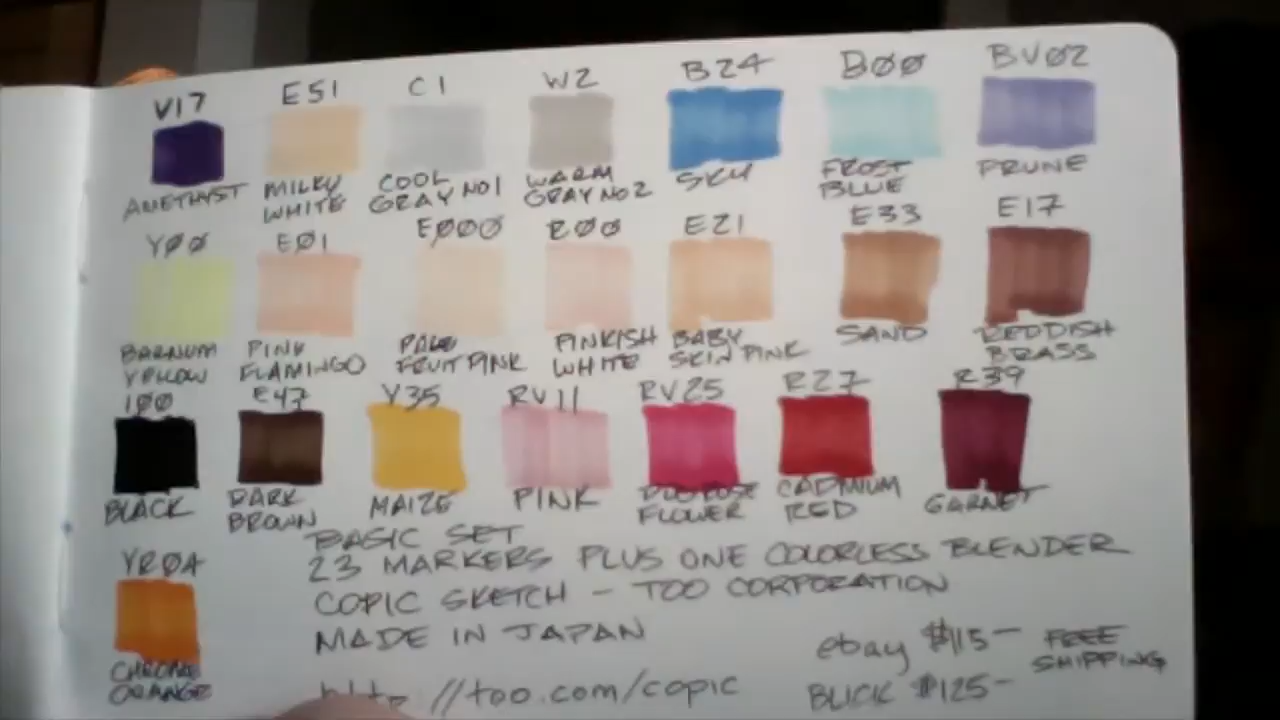 V17 E51 C1 W2 B24 B00 BV02
AMETHYST MILKY WHITE COOL GRAY NO1 WARM GRAY NO2 SKY FROST BLUE PRUNE
Y00 E01 E000 R00 E21 E33 E17
BARNUM YELLOW PINK FLAMINGO PALE FRUIT PINK PINKISH WHITE BABY SKIN PINK SAND REDDISH BRASS
100 E47 Y35 RV11 RV25 R27 R39
BLACK DARK BROWN MAIZE PINK FLOWER CADMIUM RED GARNET
YR04
CHROME ORANGE
BASIC SET
23 MARKERS PLUS ONE COLORLESS BLENDER
COPIC SKETCH - TOO CORPORATION
MADE IN JAPAN
//too.com/copic
ebay $115- FREE SHIPPING
BLICK $125-